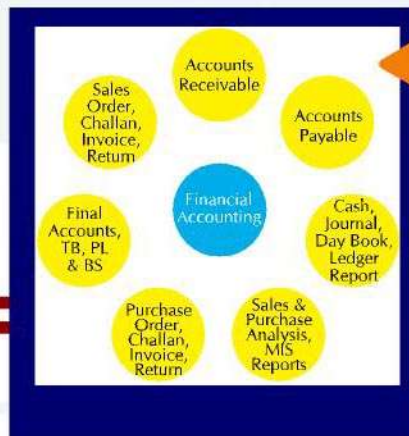 Accounts
Receivable
Accounts
Payable
Cash,
Journal,
Day Book,
Ledger
Report
Sales &
Purchase
Analysis,
MIS
Reports
Purchase
Order,
Challan,
Invoice,
Return
Final
Accounts,
TB, PL
& BS
Sales
Order,
Challan,
Invoice,
Return
Financial
Accounting